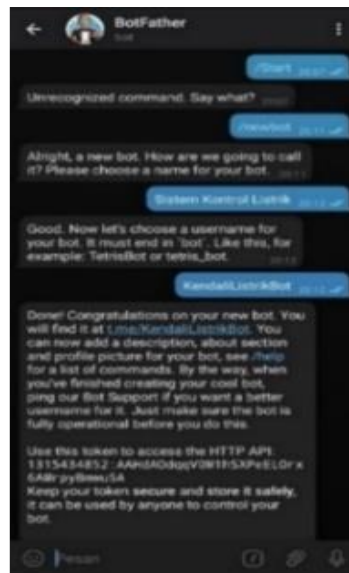 BotFather
bot
/Start
Unrecognized command. Say what?
/newbot
Alright, a new bot. How are we going to call
it? Please choose a name for your bot.
Sistem Kontrol Listrik
Good. Now let's choose a username for
your bot. It must end in `bot`. Like this, for
example: TetrisBot or tetris_bot.
KendaliListrikBot
Done! Congratulations on your new bot. You
will find it at t.me/KendaliListrikBot. You
can now add a description, about section
and profile picture for your bot, see /help
for a list of commands. By the way, when
you've finished creating your cool bot,
ping our Bot Support if you want a better
username for it. Just make sure the bot is
fully operational before you do this.
Use this token to access the HTTP API:
Keep your token secure and store it safely,
it can be used by anyone to control your
bot.
Pesan